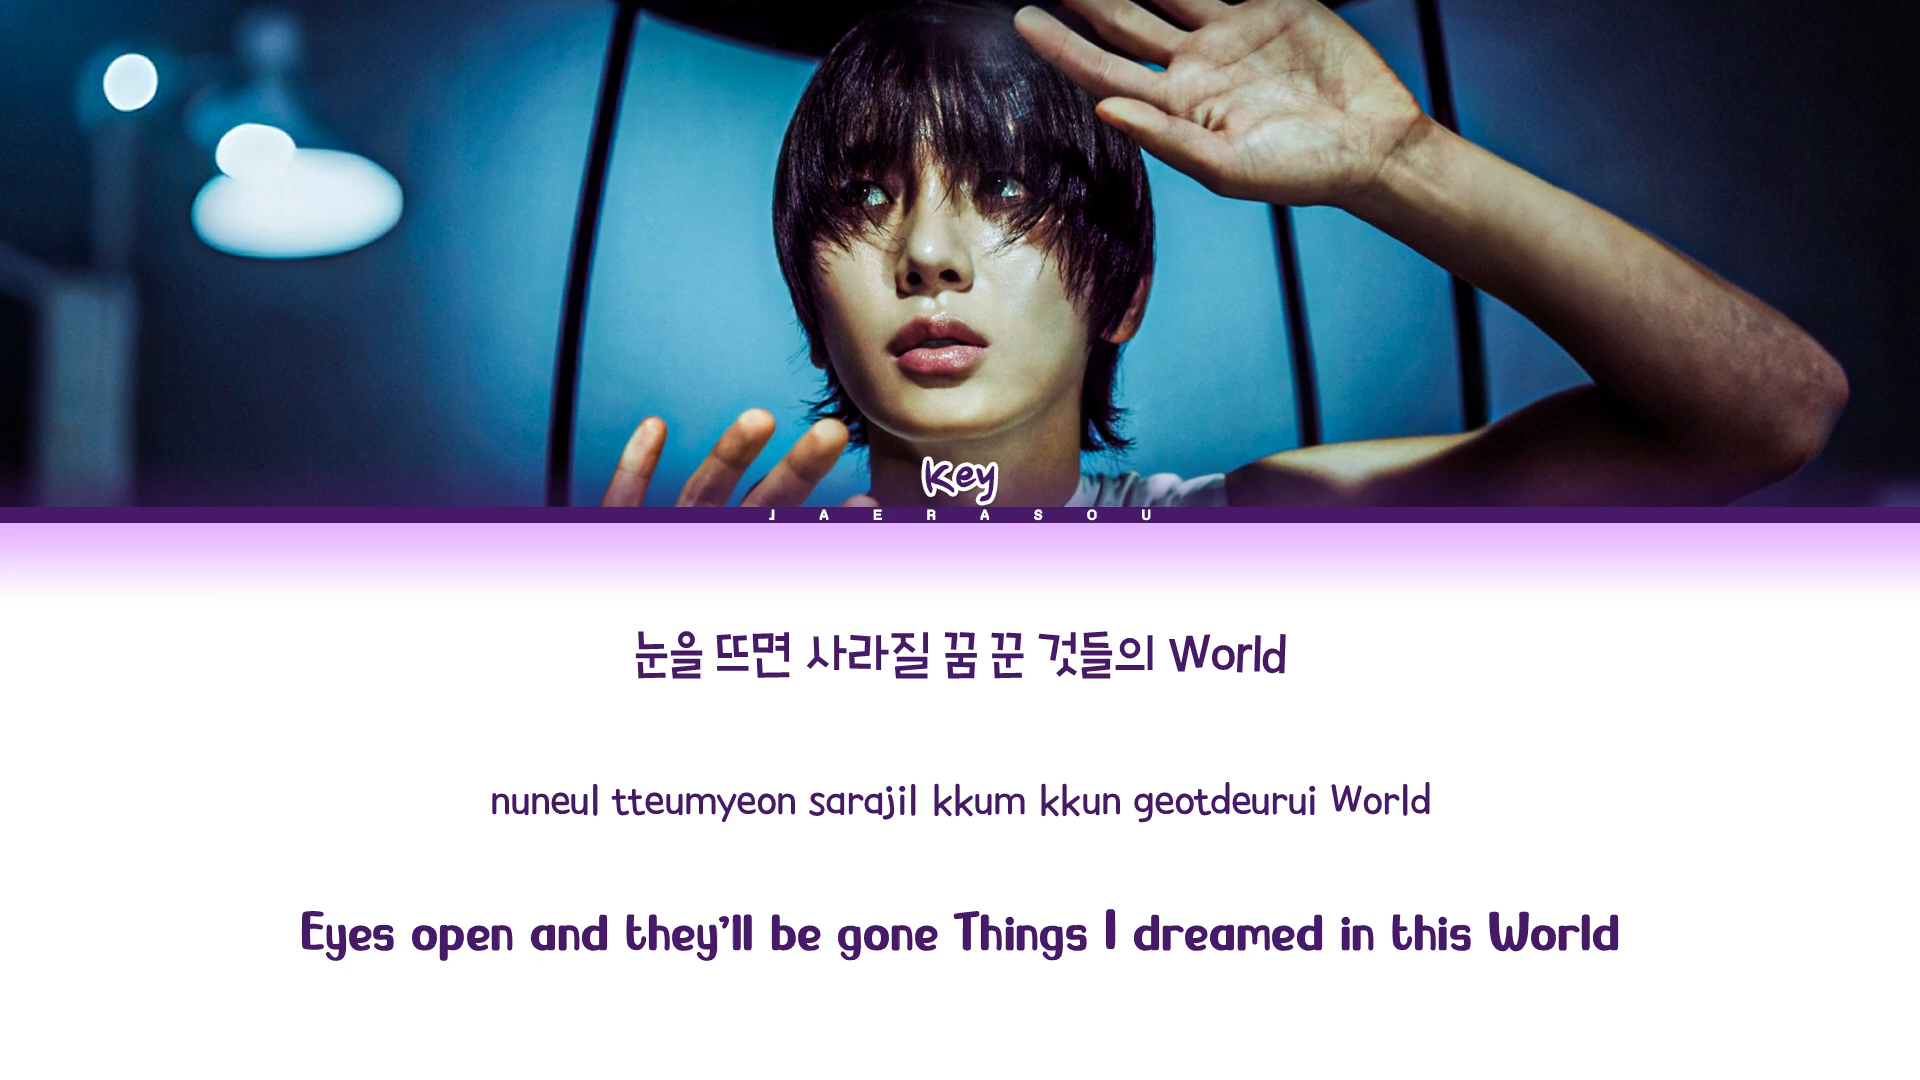 Key
JAERASOU
눈을 뜨면 사라질 꿈 꾼 것들의 World
nuneul tteumyeon sarajil kkum kkun geotdeurui World
Eyes open and they'll be gone Things I dreamed in this World